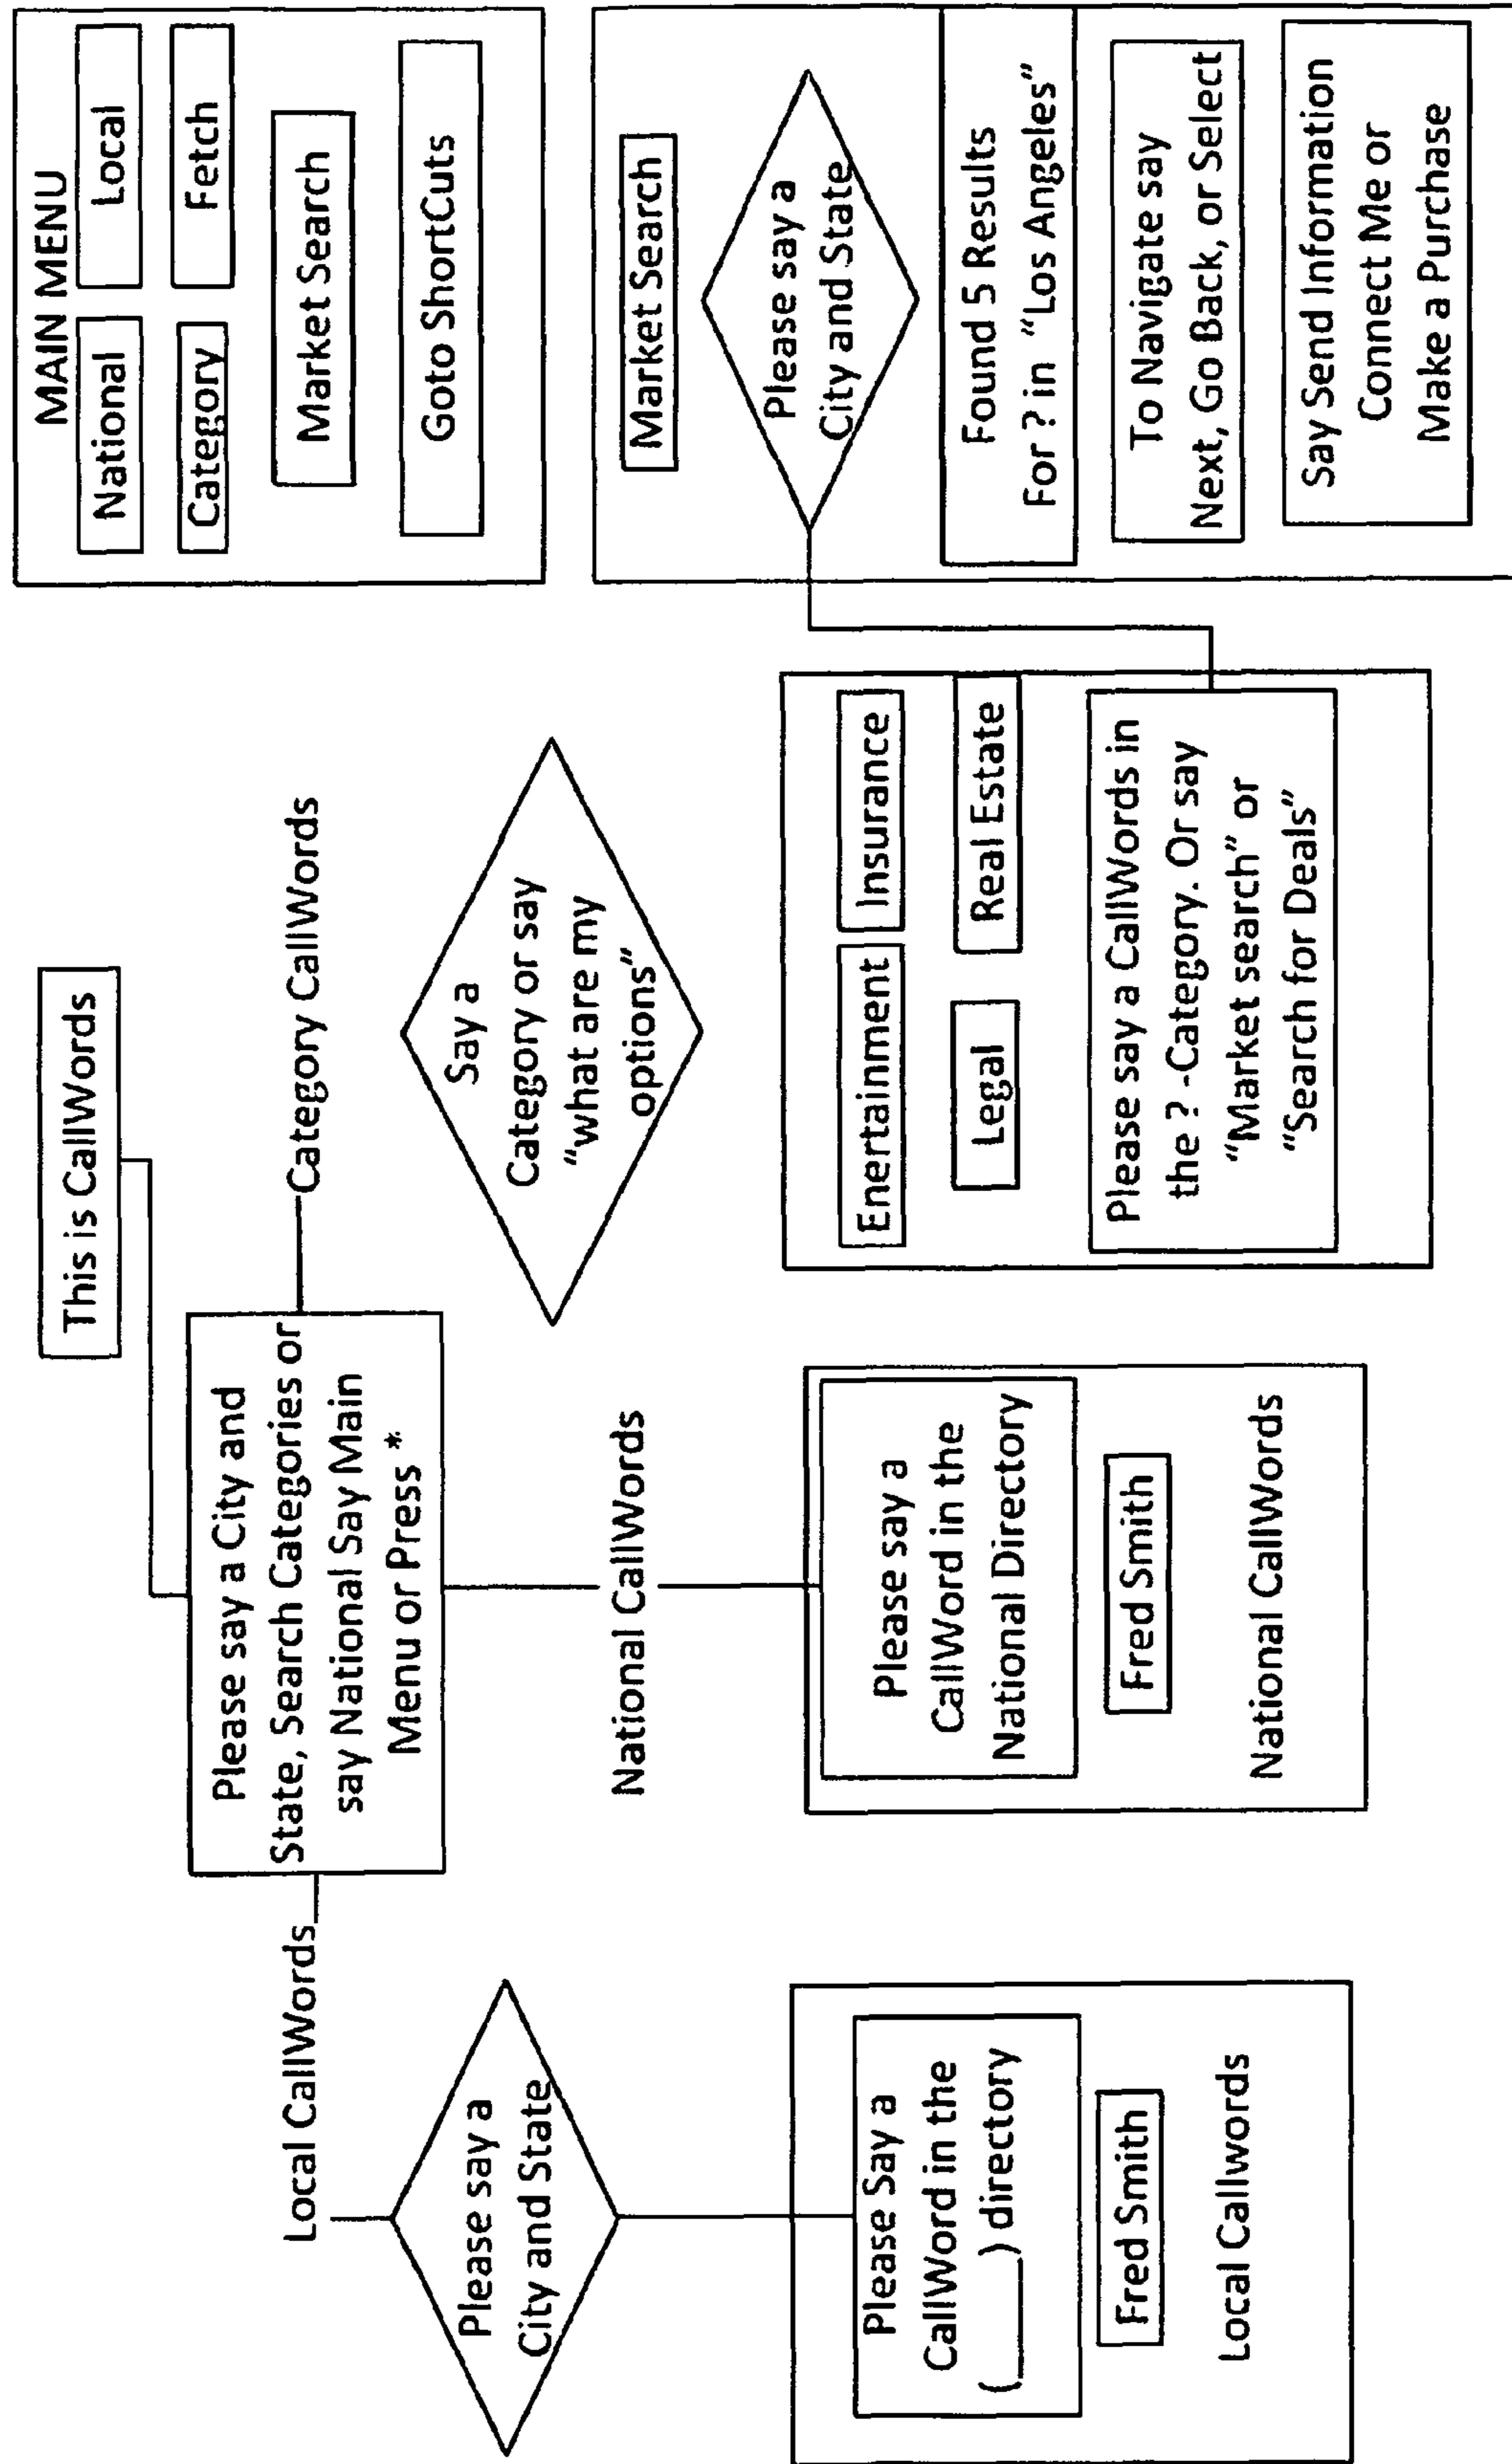 This is CallWords
Please say a City and
State, Search Categories or
say National Say Main
Menu or Press *
Local CallWords
Please say a
City and State
Please Say a
CallWord in the
(____) directory
Fred Smith
Local Callwords
National CallWords
Please say a
CallWord in the
National Directory
Fred Smith
National CallWords
Category CallWords
Say a
Category or say
“what are my
options”
Enertainment
Insurance
Legal
Real Estate
Please say a CallWords in
the ? -Category. Or say
“Market search” or
“Search for Deals”
MAIN MENU
National
Local
Category
Fetch
Market Search
Goto ShortCuts
Market Search
Please say a
City and State
Found 5 Results
For ? in “Los Angeles”
To Navigate say
Next, Go Back, or Select
Say Send Information
Connect Me or
Make a Purchase